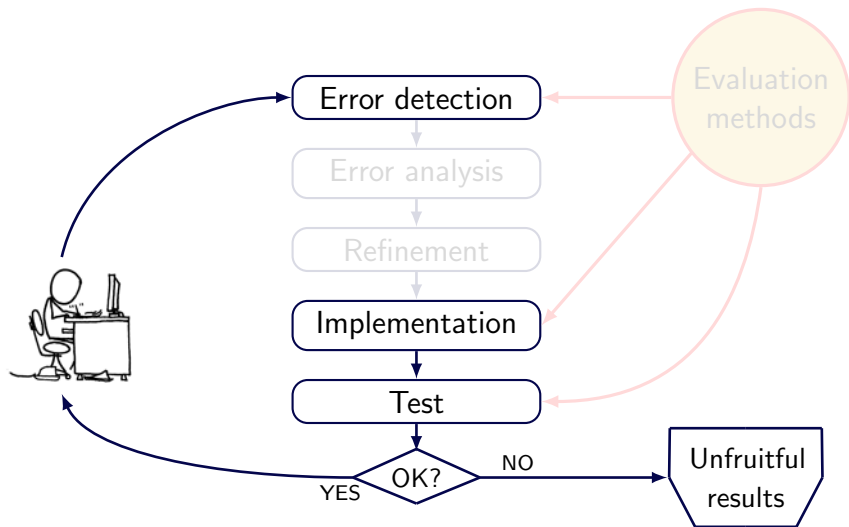 Error detection
Evaluation
methods
Error analysis
Refinement
Implementation
Test
OK?
YES
NO
Unfruitful
results